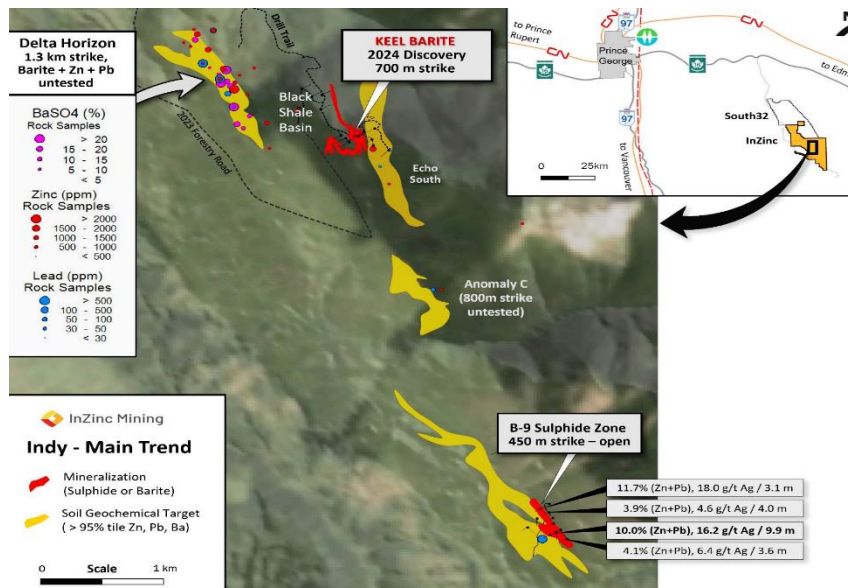 Delta Horizon
1.3 km strike,
Barite + Zn + Pb
untested
BaSO4 (%)
Rock Samples
> 20
15 - 20
10 - 15
5 - 10
< 5
Zinc (ppm)
Rock Samples
> 2000
1500 - 2000
1000 - 1500
500 - 1000
< 500
Lead (ppm)
Rock Samples
> 500
100 - 500
50 - 100
30 - 50
< 30
Drill Trail
2023 Forestry Road
Black
Shale
Basin
KEEL BARITE
2024 Discovery
700 m strike
Echo
South
Anomaly C
(800m strike
untested)
to Prince
Rupert
CN
97
Prince
George
16
CN
16
to Edm
97
to Vancouver
South32
InZinc
0
25km
B-9 Sulphide Zone
450 m strike – open
11.7% (Zn+Pb), 18.0 g/t Ag / 3.1 m
3.9% (Zn+Pb), 4.6 g/t Ag / 4.0 m
10.0% (Zn+Pb), 16.2 g/t Ag / 9.9 m
4.1% (Zn+Pb), 6.4 g/t Ag / 3.6 m
InZinc Mining
Indy - Main Trend
Mineralization
(Sulphide or Barite)
Soil Geochemical Target
( > 95% tile Zn, Pb, Ba)
0 Scale 1 km